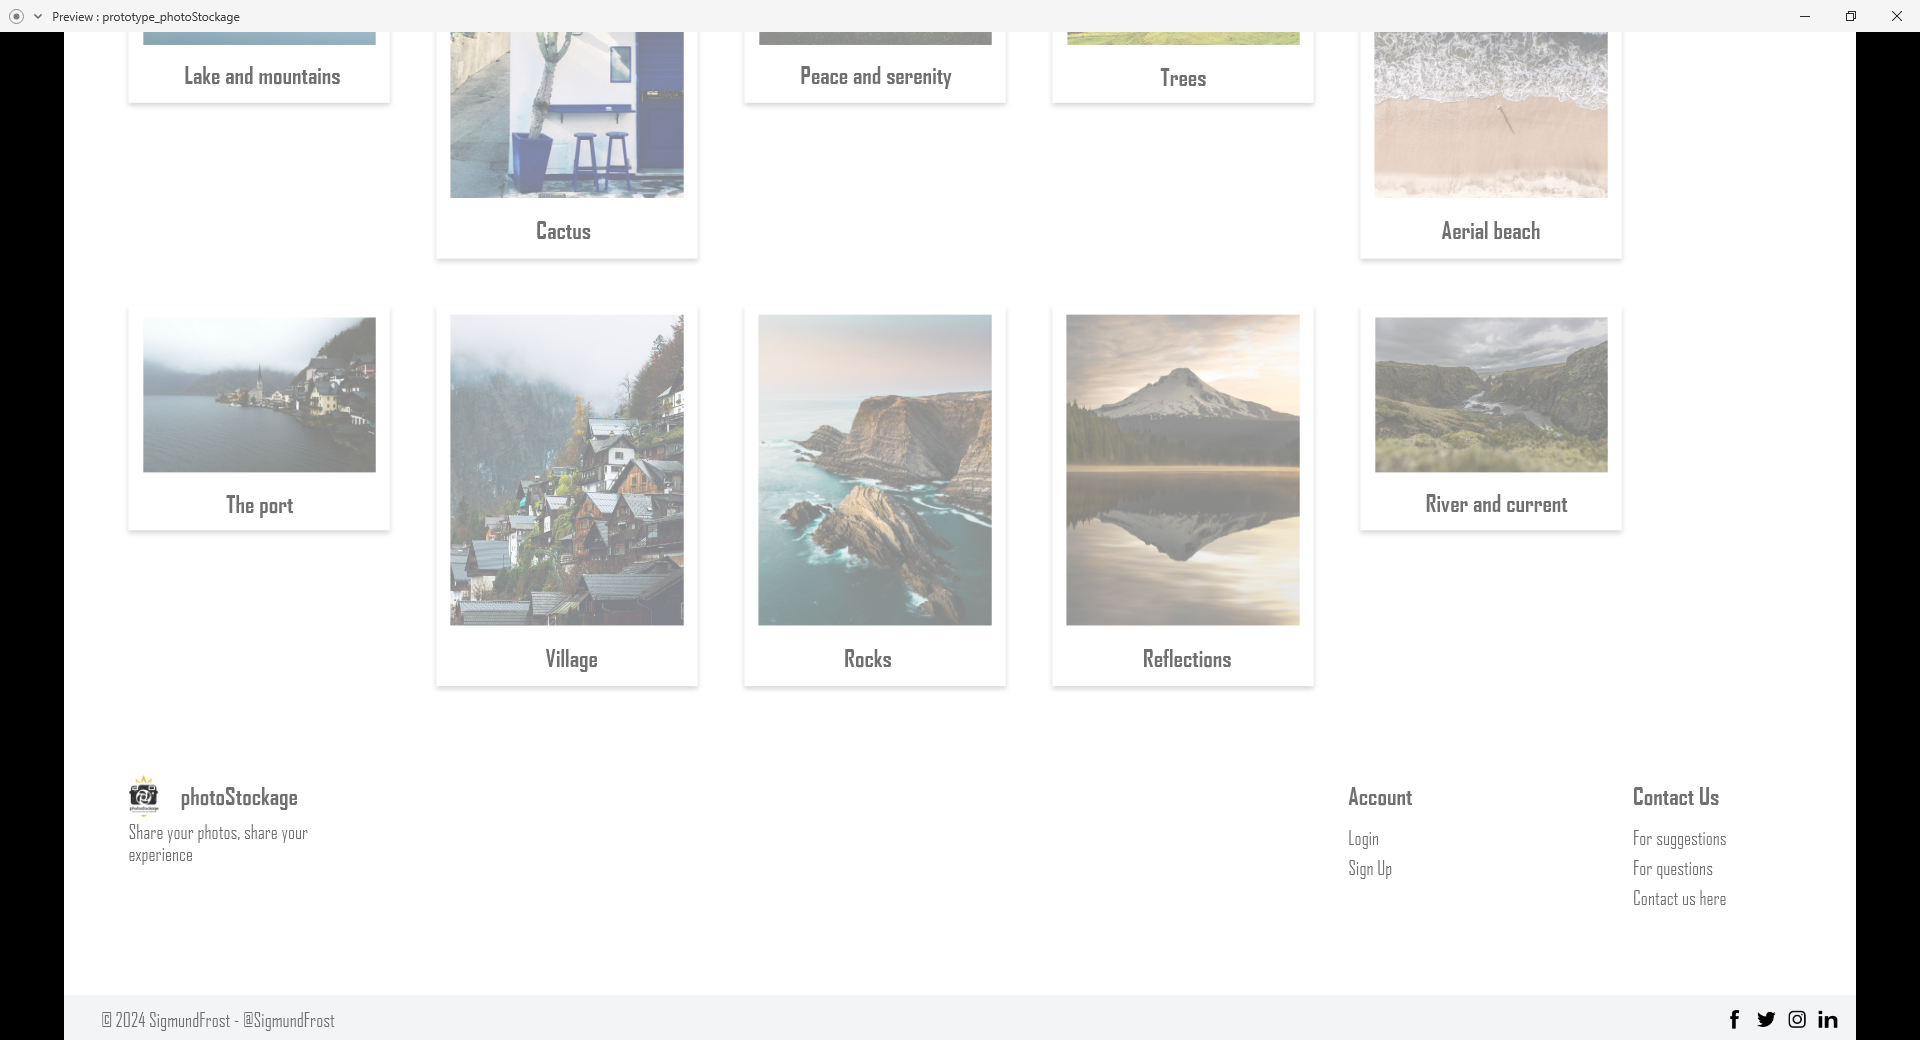 Preview : prototype_photoStockage
Lake and mountains
Peace and serenity
Trees
Cactus
Aerial beach
The port
River and current
Village
Rocks
Reflections
photoStockage
Share your photos, share your
experience
Account
Login
Sign Up
Contact Us
For suggestions
For questions
Contact us here
© 2024 SigmundFrost - @SigmundFrost